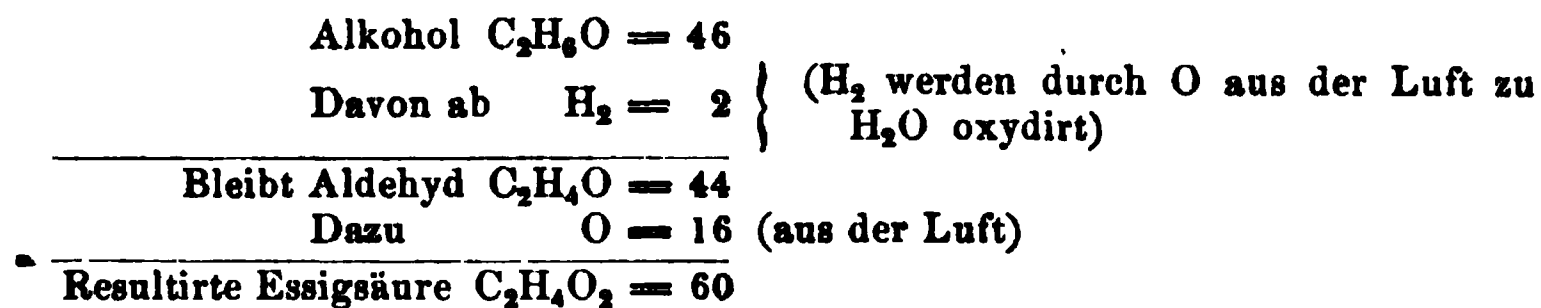 Alkohol C₂H₆O = 46
Davon ab H₂ = 2 { (H₂ werden durch O aus der Luft zu
H₂O oxydirt)
Bleibt Aldehyd C₂H₄O = 44
Dazu O = 16 (aus der Luft)
Resultirte Essigsäure C₂H₄O₂ = 60